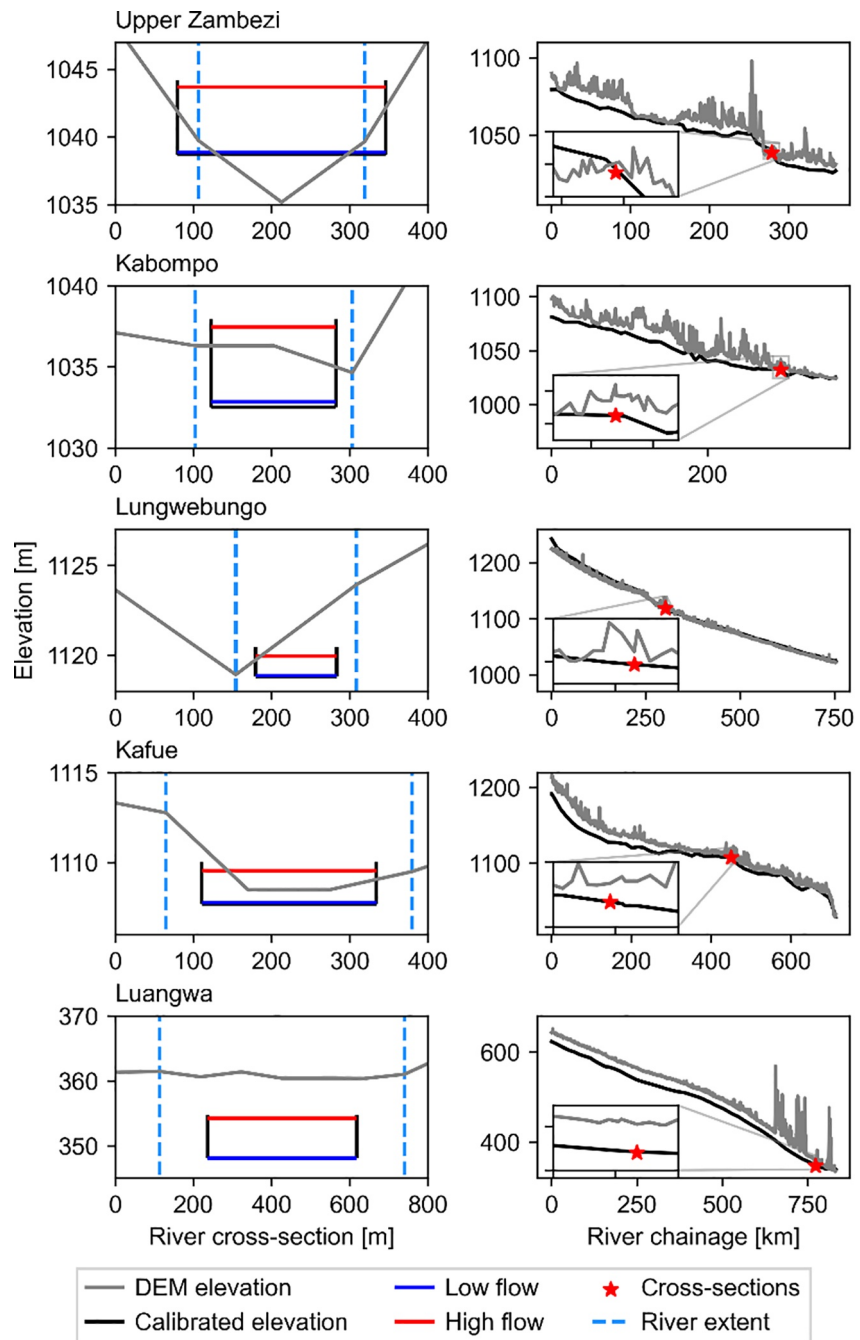 Upper Zambezi
1045
1040
1035
0 100 200 300 400
1100
1050
0 100 200 300
Kabompo
1040
1035
1030
0 100 200 300 400
1100
1050
1000
200
Lungwebungo
1125
1120
0 100 200 300 400
1200
1100
1000
0 250 500 750
Elevation [m]
Kafue
1115
1110
0 100 200 300 400
1200
1100
0 200 400 600
Luangwa
370
360
350
0 200 400 600 800
River cross-section [m]
600
400
0 250 500 750
River chainage [km]
DEM elevation Low flow Cross-sections
Calibrated elevation High flow River extent